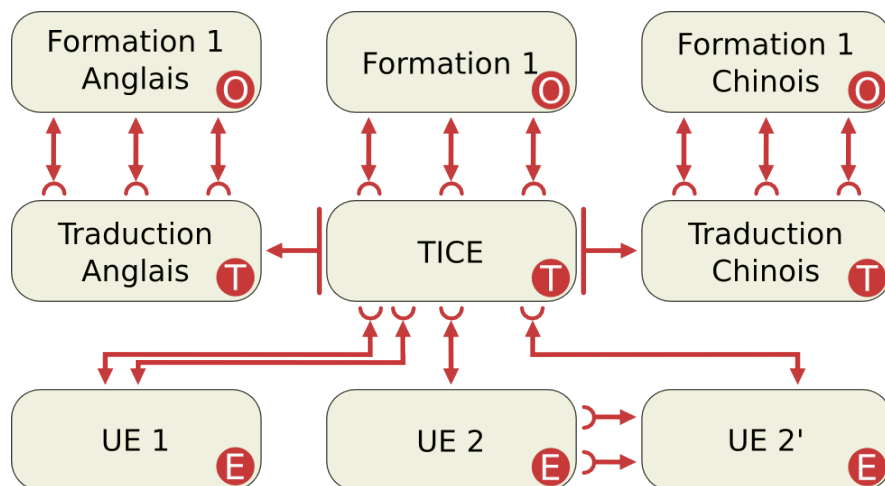 Formation 1
Anglais
O
Formation 1
O
Formation 1
Chinois
O
Traduction
Anglais
T
TICE
T
Traduction
Chinois
T
UE 1
E
UE 2
E
UE 2'
E